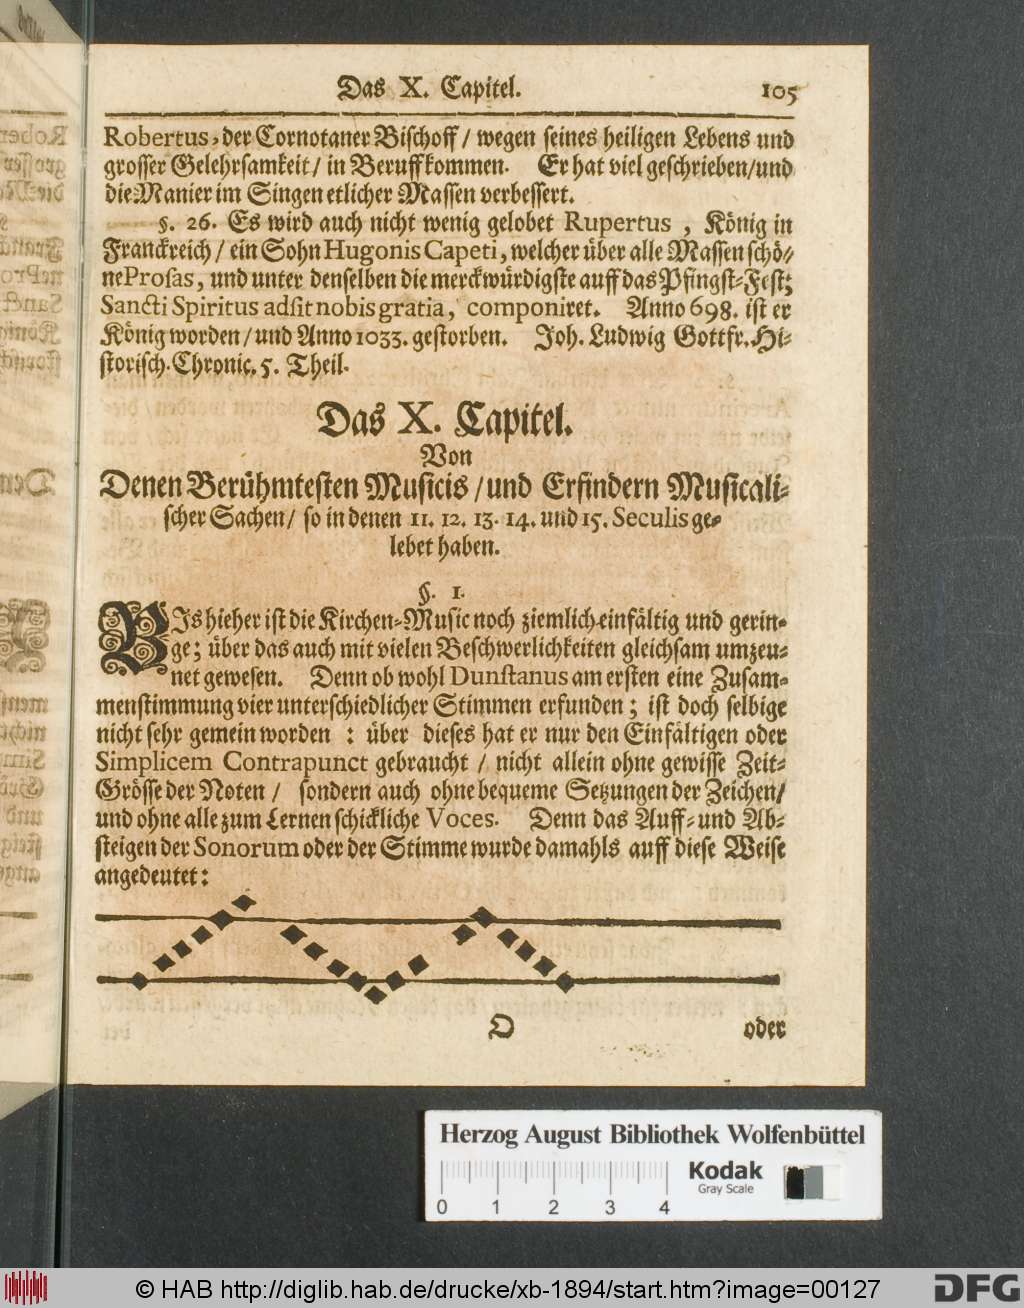 Das X. Capitel. 105
Robertus, der Cornotaner Bischoff / wegen seines heiligen Lebens und
grosser Gelehrsamkeit / in Beruff kommen. Er hat viel geschrieben / und
die Manier im Singen etlicher Massen verbessert.
§. 26. Es wird auch nicht wenig gelobet Rupertus, König in
Franckreich / ein Sohn Hugonis Capeti, welcher über alle Massen schö-
ne Prosas, und unter denselben die merckwürdigste auff das Pfingst-Fest;
Sancti Spiritus adsit nobis gratia, componiret. Anno 698. ist er
König worden / und Anno 1033. gestorben. Joh. Ludwig Gottfr. Hi-
storisch. Chronic. 5. Theil.
Das X. Capitel.
Von
Denen Berühmtesten Musicis / und Erfindern Musicali-
scher Sachen / so in denen 11. 12. 13. 14. und 15. Seculis ge-
lebet haben.
§. 1.
BIs hieher ist die Kirchen-Music noch ziemlich einfältig und gerin-
ge; über das auch mit vielen Beschwerlichkeiten gleichsam umzeu-
net gewesen. Denn ob wohl Dunstanus am ersten eine Zusam-
menstimmung vier unterschiedlicher Stimmen erfunden; ist doch selbige
nicht sehr gemein worden : über dieses hat er nur den Einfältigen oder
Simplicem Contrapunct gebraucht / nicht allein ohne gewisse Zeit-
Grösse der Noten / sondern auch ohne bequeme Setzungen der Zeichen /
und ohne alle zum Lernen schickliche Voces. Denn das Auff- und Ab-
steigen der Sonorum oder der Stimme wurde damahls auff diese Weise
angedeutet:
O oder
Herzog August Bibliothek Wolfenbüttel
Kodak
Gray Scale
0 1 2 3 4
© HAB http://diglib.hab.de/drucke/xb-1894/start.htm?image=00127
DFG